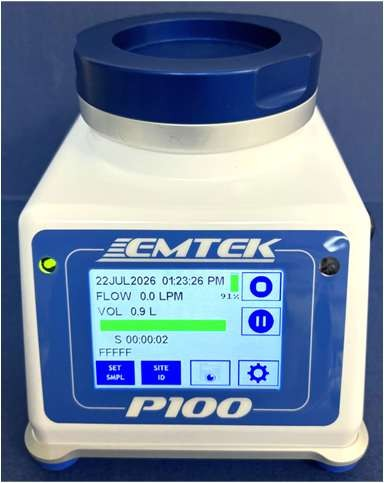 EMTEK
22JUL2026 01:23:26 PM
FLOW 0.0 LPM
91%
VOL 0.9 L
S 00:00:02
FFFFF
SET
SMPL
SITE
ID
P100